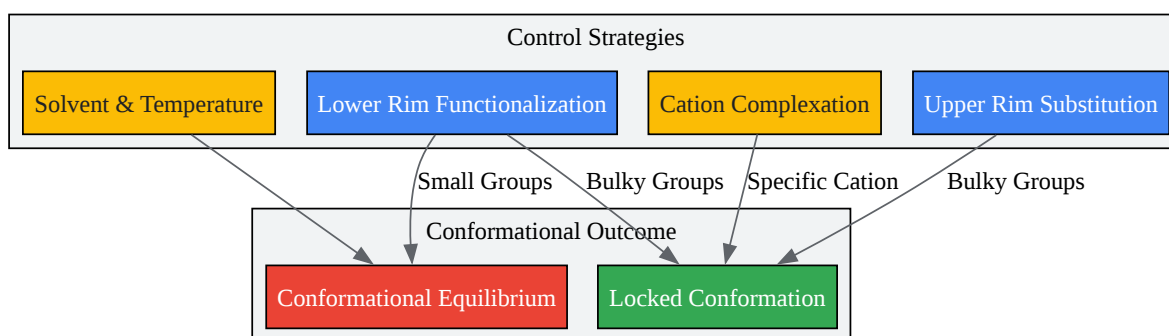 Control Strategies
Solvent & Temperature
Lower Rim Functionalization
Cation Complexation
Upper Rim Substitution
Small Groups
Bulky Groups
Specific Cation
Bulky Groups
Conformational Outcome
Conformational Equilibrium
Locked Conformation